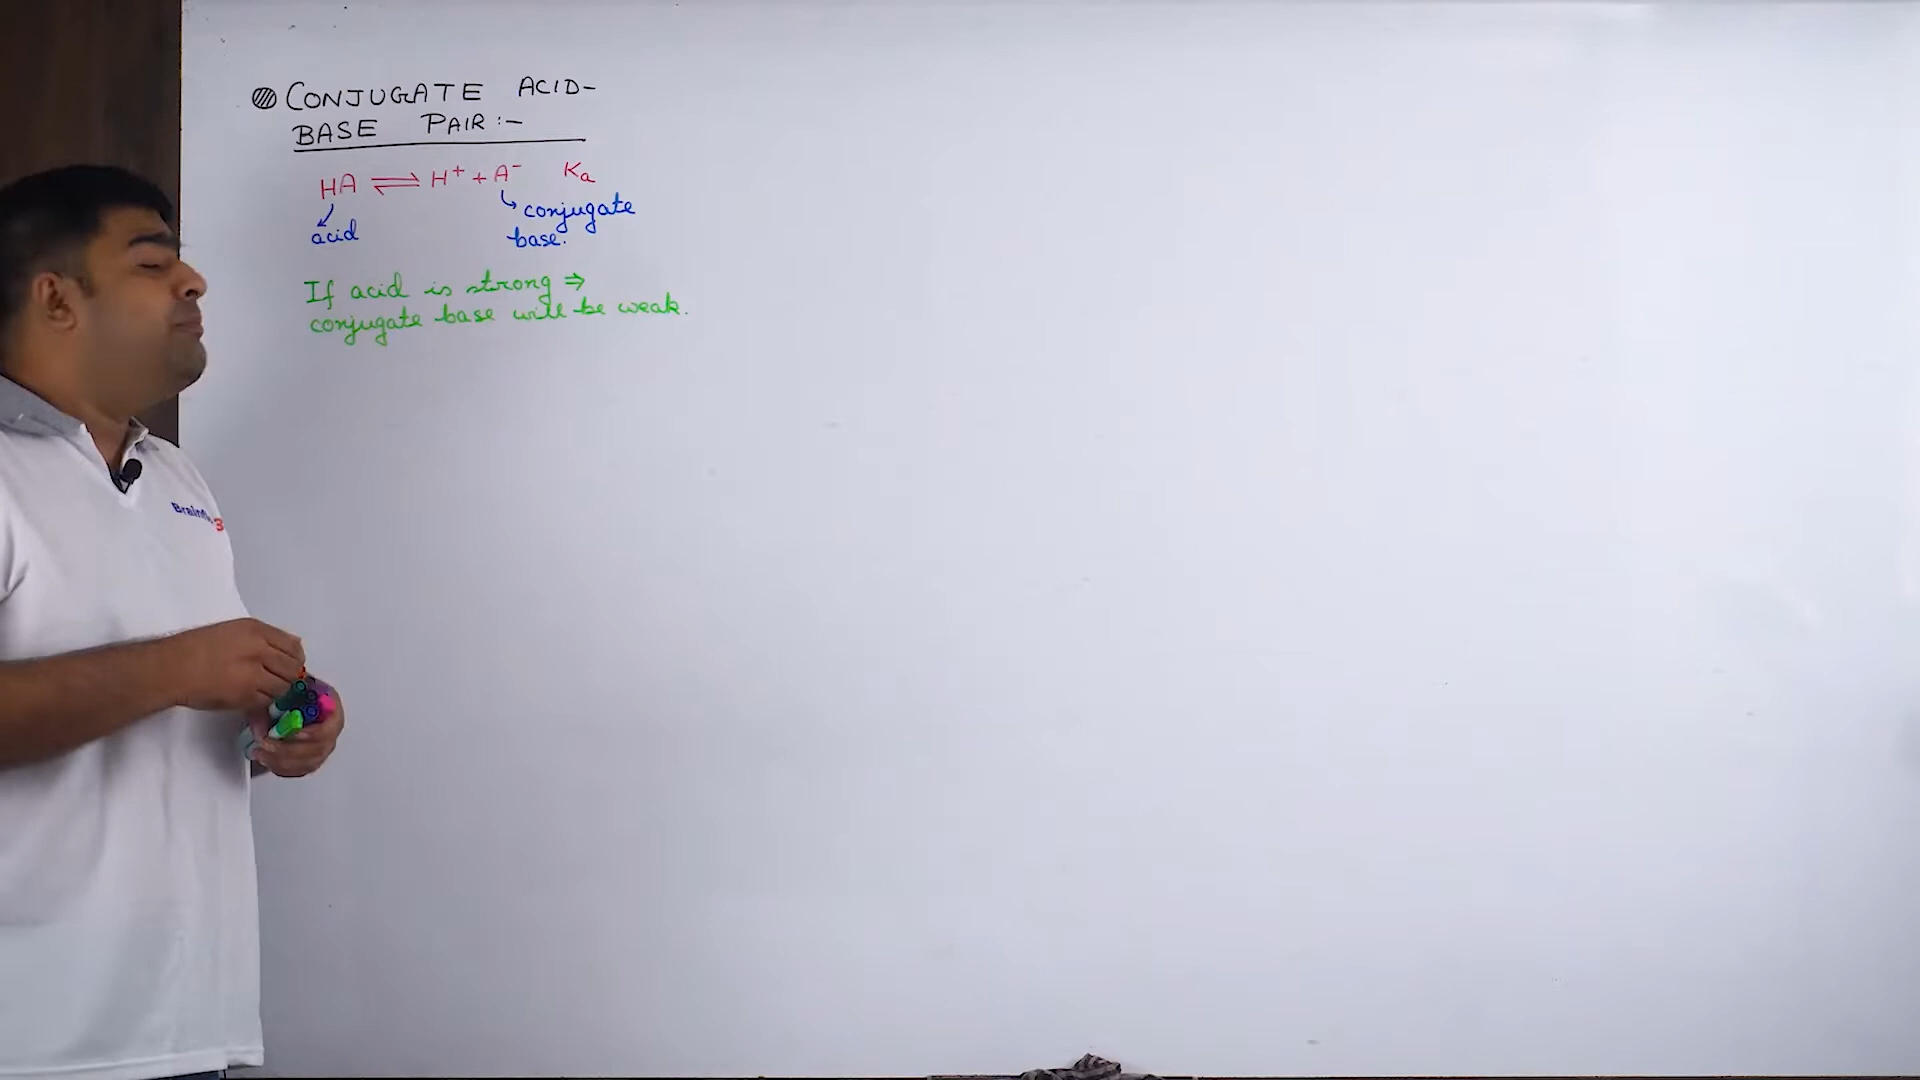 CONJUGATE ACID-
BASE PAIR:-
HA ⇌ H⁺ + A⁻ Ka
acid
conjugate
base.
If acid is strong ⇒
conjugate base will be weak.